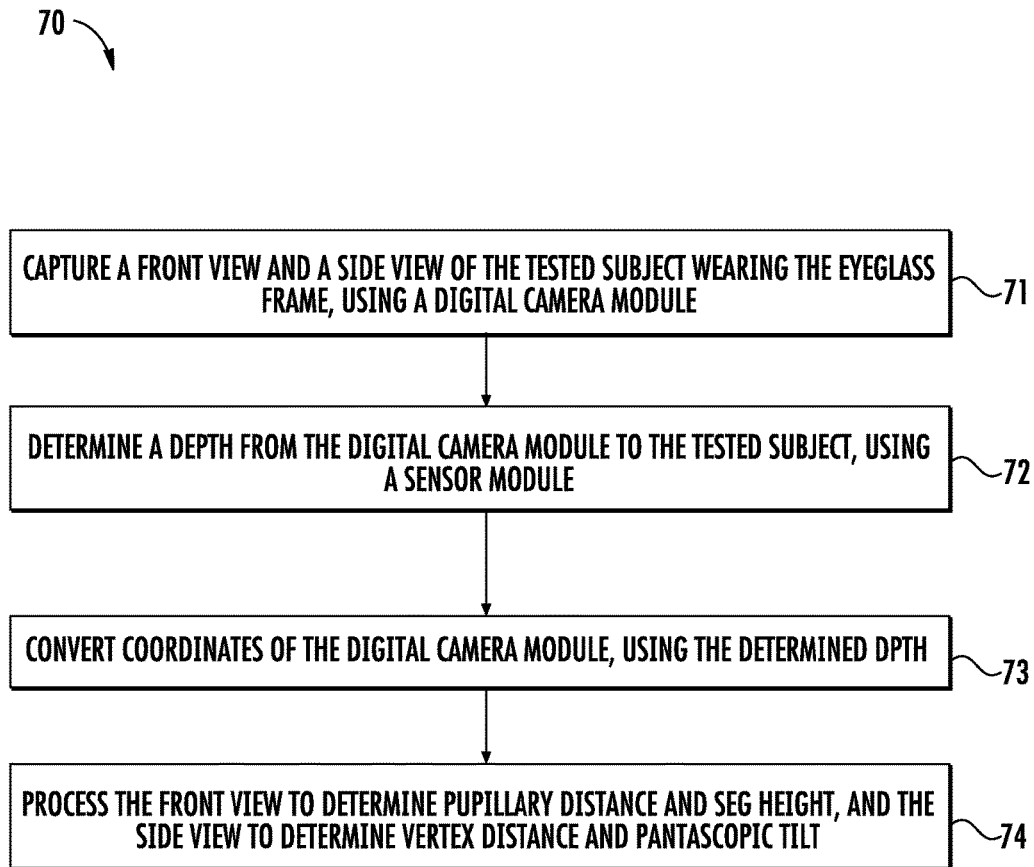 70
CAPTURE A FRONT VIEW AND A SIDE VIEW OF THE TESTED SUBJECT WEARING THE EYEGLASS
FRAME, USING A DIGITAL CAMERA MODULE
71
DETERMINE A DEPTH FROM THE DIGITAL CAMERA MODULE TO THE TESTED SUBJECT, USING
A SENSOR MODULE
72
CONVERT COORDINATES OF THE DIGITAL CAMERA MODULE, USING THE DETERMINED DPTH
73
PROCESS THE FRONT VIEW TO DETERMINE PUPILLARY DISTANCE AND SEG HEIGHT, AND THE
SIDE VIEW TO DETERMINE VERTEX DISTANCE AND PANTASCOPIC TILT
74